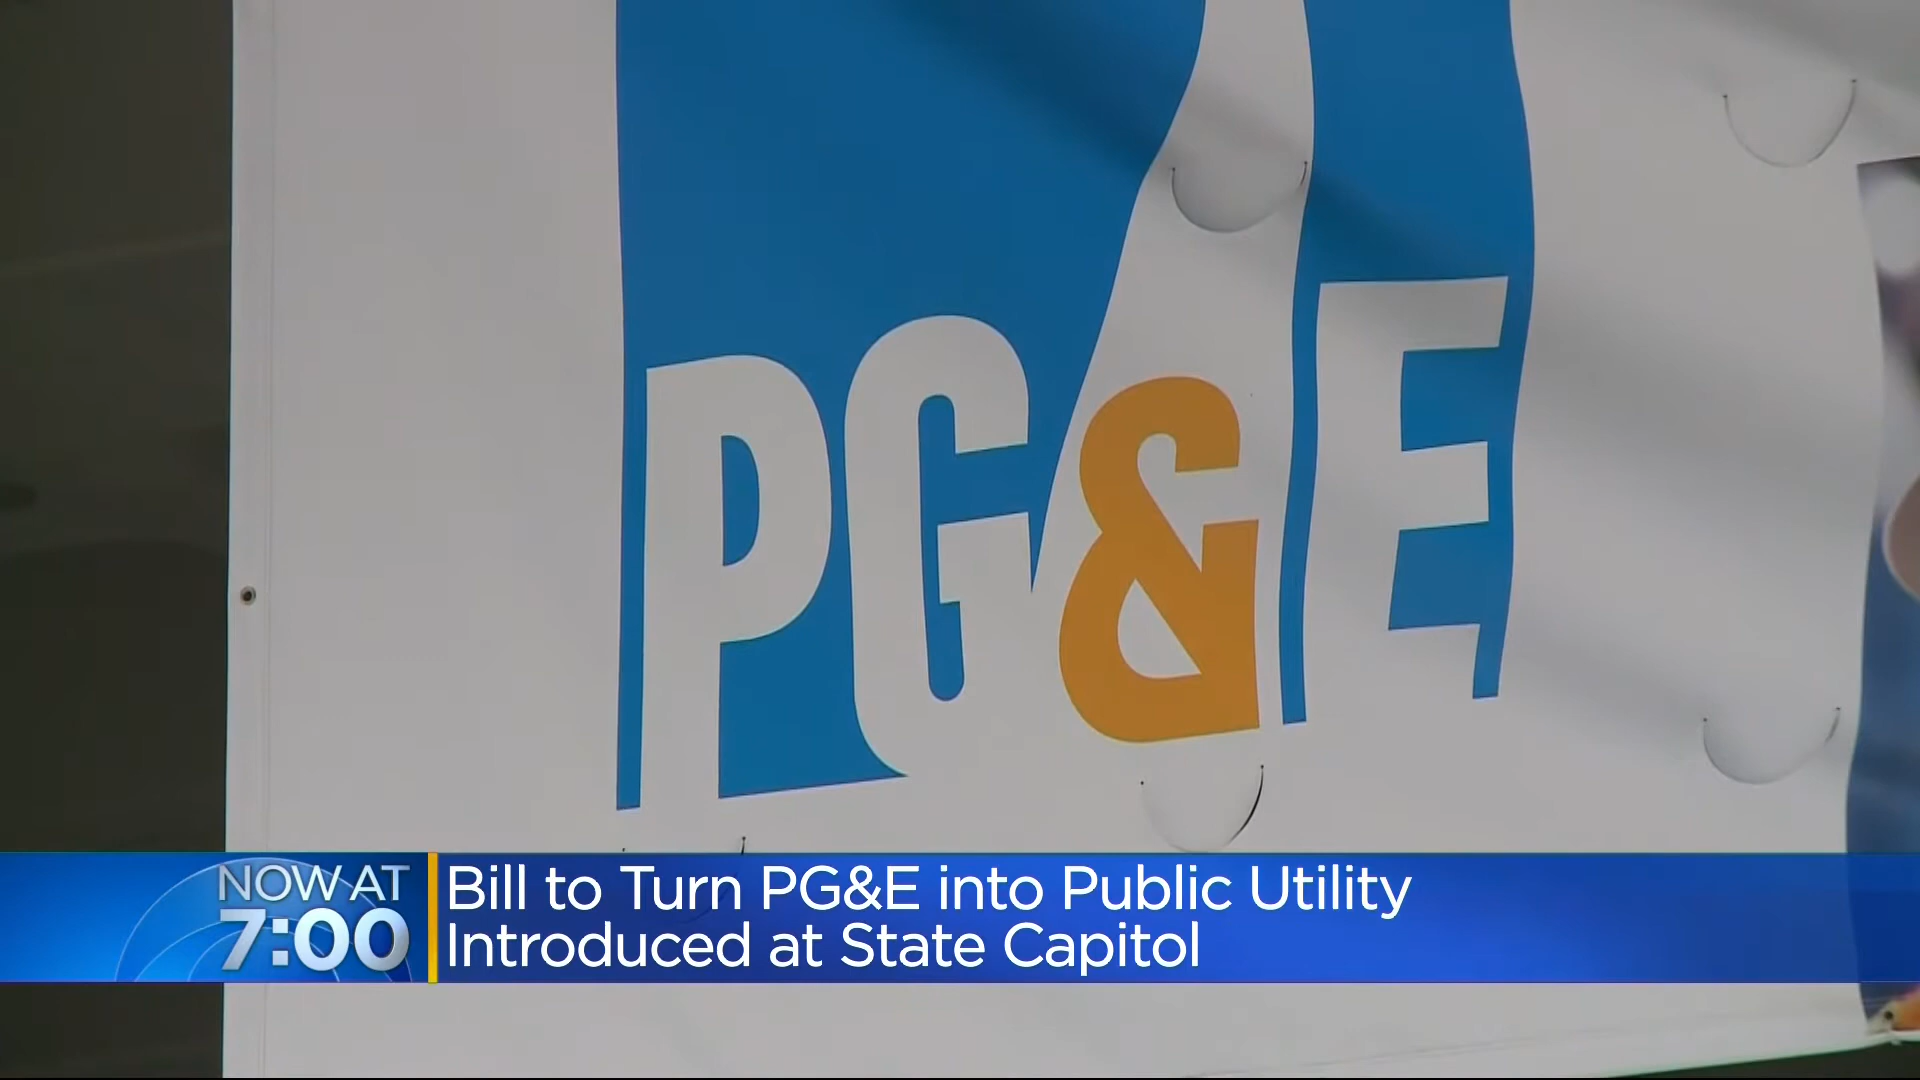 PG&E
NOW AT
7:00
Bill to Turn PG&E into Public Utility
Introduced at State Capitol